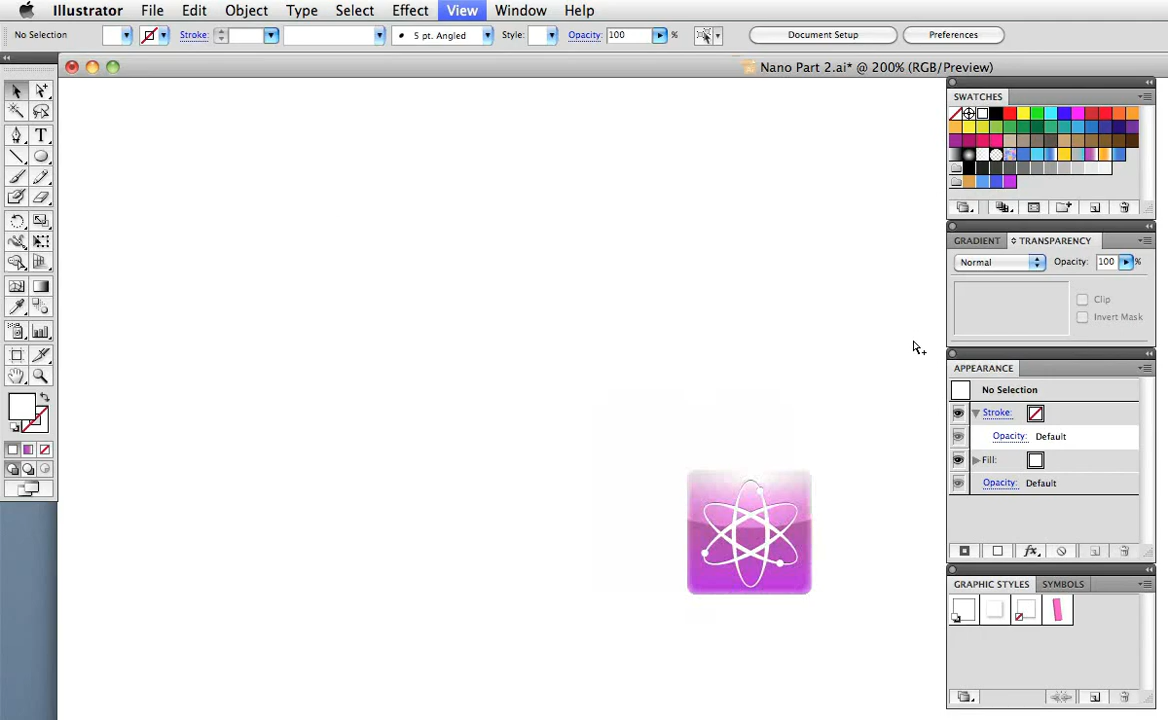 Illustrator File Edit Object Type Select Effect View Window Help
No Selection Stroke: 5 pt. Angled Style: Opacity: 100 % Document Setup Preferences
Nano Part 2.ai* @ 200% (RGB/Preview)
SWATCHES
GRADIENT TRANSPARENCY
Normal Opacity: 100 %
Clip
Invert Mask
APPEARANCE
No Selection
Stroke:
Opacity: Default
Fill:
Opacity: Default
GRAPHIC STYLES SYMBOLS